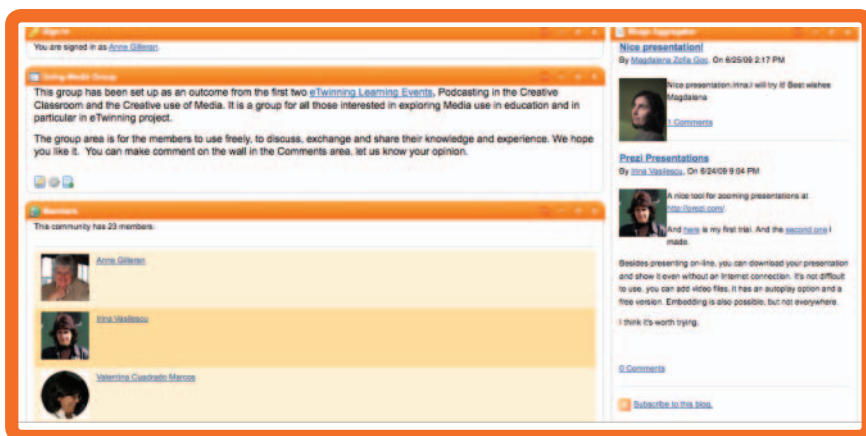 Sign In
You are signed in as Anne Gilleran.
Using Media Group
This group has been set up as an outcome from the first two eTwinning Learning Events, Podcasting in the Creative
Classroom and the Creative use of Media. It is a group for all those interested in exploring Media use in education and in
particular in eTwinning project.
The group area is for the members to use freely, to discuss, exchange and share their knowledge and experience. We hope
you like it. You can make comment on the wall in the Comments area, let us know your opinion.
Members
This community has 23 members.
Anne Gilleran
Irina Vasilescu
Valentina Cuadrado Marcos
Blogs Aggregator
Nice presentation!
By Magdalena Zofia Goc, On 6/25/09 2:17 PM
Nice presentation,Irina.I will try it! Best wishes
Magdalena
1 Comments
Prezi Presentations
By Irina Vasilescu, On 6/24/09 9:04 PM
A nice tool for zooming presentations at
http://prezi.com/.
And here is my first trial. And the second one I
made.
Besides presenting on-line, you can download your presentation
and show it even without an Internet connection. It's not difficult
to use, you can add video files. It has an autoplay option and a
free version. Embedding is also possible, but not everywhere.
I think it's worth trying.
0 Comments
Subscribe to this blog.